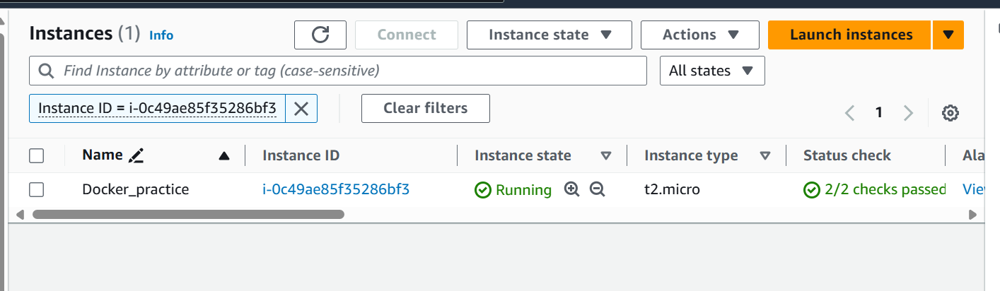 Instances (1) Info Connect Instance state Actions Launch instances
Find Instance by attribute or tag (case-sensitive) All states
Instance ID = i-0c49ae85f35286bf3 Clear filters 1
Name Instance ID Instance state Instance type Status check Ala
Docker_practice i-0c49ae85f35286bf3 Running t2.micro 2/2 checks passed Vie